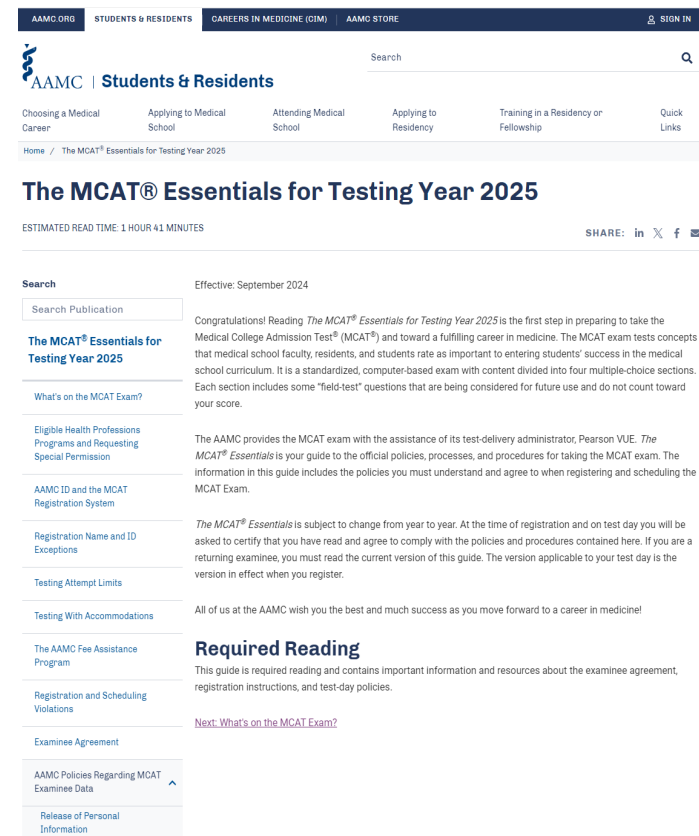 AAMC.ORG STUDENTS & RESIDENTS CAREERS IN MEDICINE (CIM) AAMC STORE SIGN IN
AAMC | Students & Residents
Search
Choosing a Medical Career Applying to Medical School Attending Medical School Applying to Residency Training in a Residency or Fellowship Quick Links
Home / The MCAT® Essentials for Testing Year 2025
The MCAT® Essentials for Testing Year 2025
ESTIMATED READ TIME: 1 HOUR 41 MINUTES
SHARE:
Search
Search Publication
The MCAT® Essentials for
Testing Year 2025
What's on the MCAT Exam?
Eligible Health Professions
Programs and Requesting
Special Permission
AAMC ID and the MCAT
Registration System
Registration Name and ID
Exceptions
Testing Attempt Limits
Testing With Accommodations
The AAMC Fee Assistance
Program
Registration and Scheduling
Violations
Examinee Agreement
AAMC Policies Regarding MCAT
Examinee Data
Release of Personal
Information
Effective: September 2024
Congratulations! Reading The MCAT® Essentials for Testing Year 2025 is the first step in preparing to take the
Medical College Admission Test® (MCAT®) and toward a fulfilling career in medicine. The MCAT exam tests concepts
that medical school faculty, residents, and students rate as important to entering students' success in the medical
school curriculum. It is a standardized, computer-based exam with content divided into four multiple-choice sections.
Each section includes some "field-test" questions that are being considered for future use and do not count toward
your score.
The AAMC provides the MCAT exam with the assistance of its test-delivery administrator, Pearson VUE. The
MCAT® Essentials is your guide to the official policies, processes, and procedures for taking the MCAT exam. The
information in this guide includes the policies you must understand and agree to when registering and scheduling the
MCAT Exam.
The MCAT® Essentials is subject to change from year to year. At the time of registration and on test day you will be
asked to certify that you have read and agree to comply with the policies and procedures contained here. If you are a
returning examinee, you must read the current version of this guide. The version applicable to your test day is the
version in effect when you register.
All of us at the AAMC wish you the best and much success as you move forward to a career in medicine!
Required Reading
This guide is required reading and contains important information and resources about the examinee agreement,
registration instructions, and test-day policies.
Next: What's on the MCAT Exam?